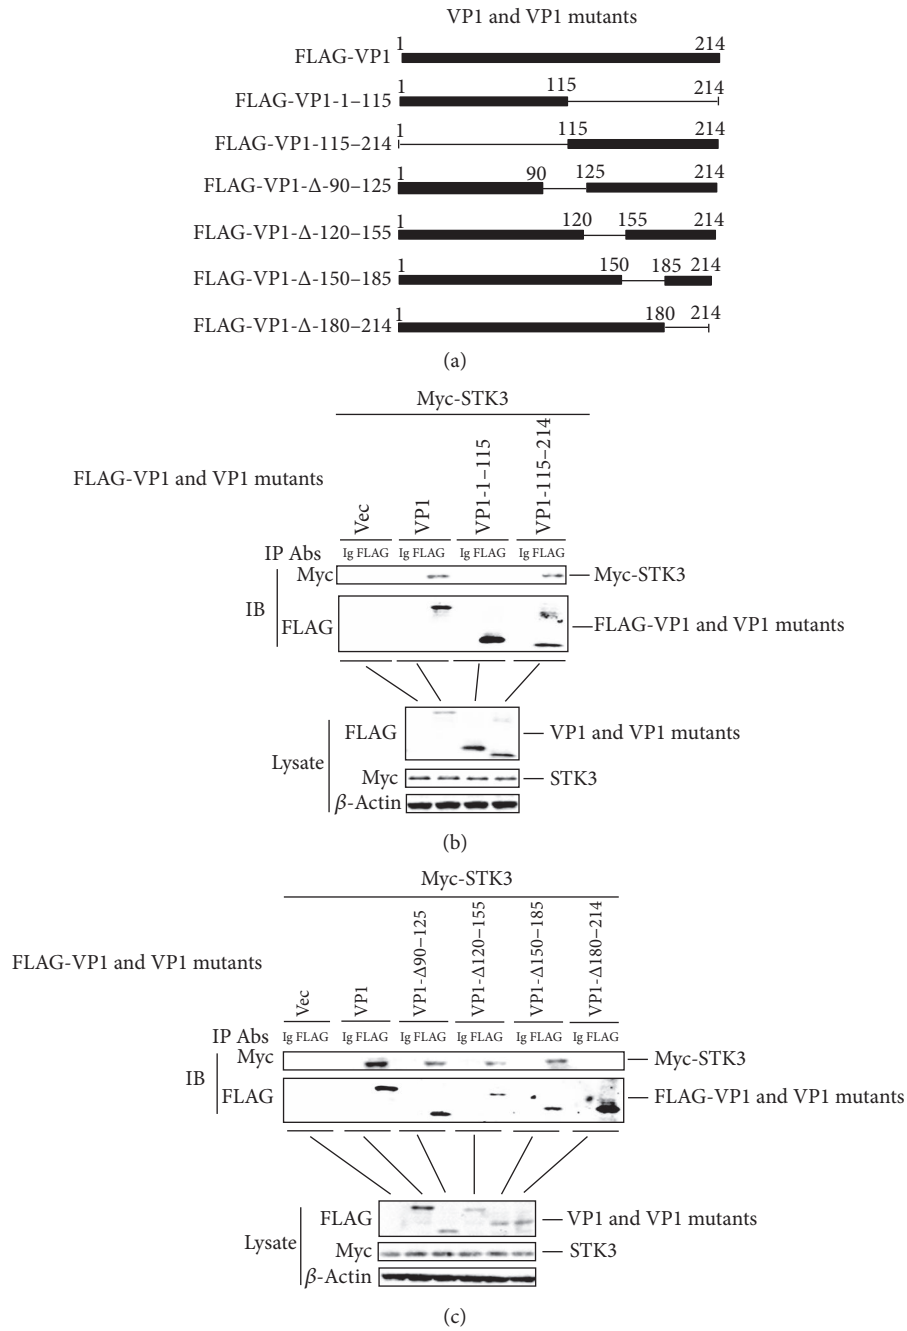 VP1 and VP1 mutants
FLAG-VP1 1 214
FLAG-VP1-1–115 1 115 214
FLAG-VP1-115–214 1 115 214
FLAG-VP1-Δ-90–125 1 90 125 214
FLAG-VP1-Δ-120–155 1 120 155 214
FLAG-VP1-Δ-150–185 1 150 185 214
FLAG-VP1-Δ-180–214 1 180 214
(a)
Myc-STK3
FLAG-VP1 and VP1 mutants
Vec
VP1
VP1-1–115
VP1-115–214
IP Abs Ig FLAG Ig FLAG Ig FLAG Ig FLAG
IB
Myc Myc-STK3
FLAG FLAG-VP1 and VP1 mutants
Lysate
FLAG VP1 and VP1 mutants
Myc STK3
β-Actin
(b)
Myc-STK3
FLAG-VP1 and VP1 mutants
Vec
VP1
VP1-Δ90–125
VP1-Δ120–155
VP1-Δ150–185
VP1-Δ180–214
IP Abs Ig FLAG Ig FLAG Ig FLAG Ig FLAG Ig FLAG Ig FLAG
IB
Myc Myc-STK3
FLAG FLAG-VP1 and VP1 mutants
Lysate
FLAG VP1 and VP1 mutants
Myc STK3
β-Actin
(c)